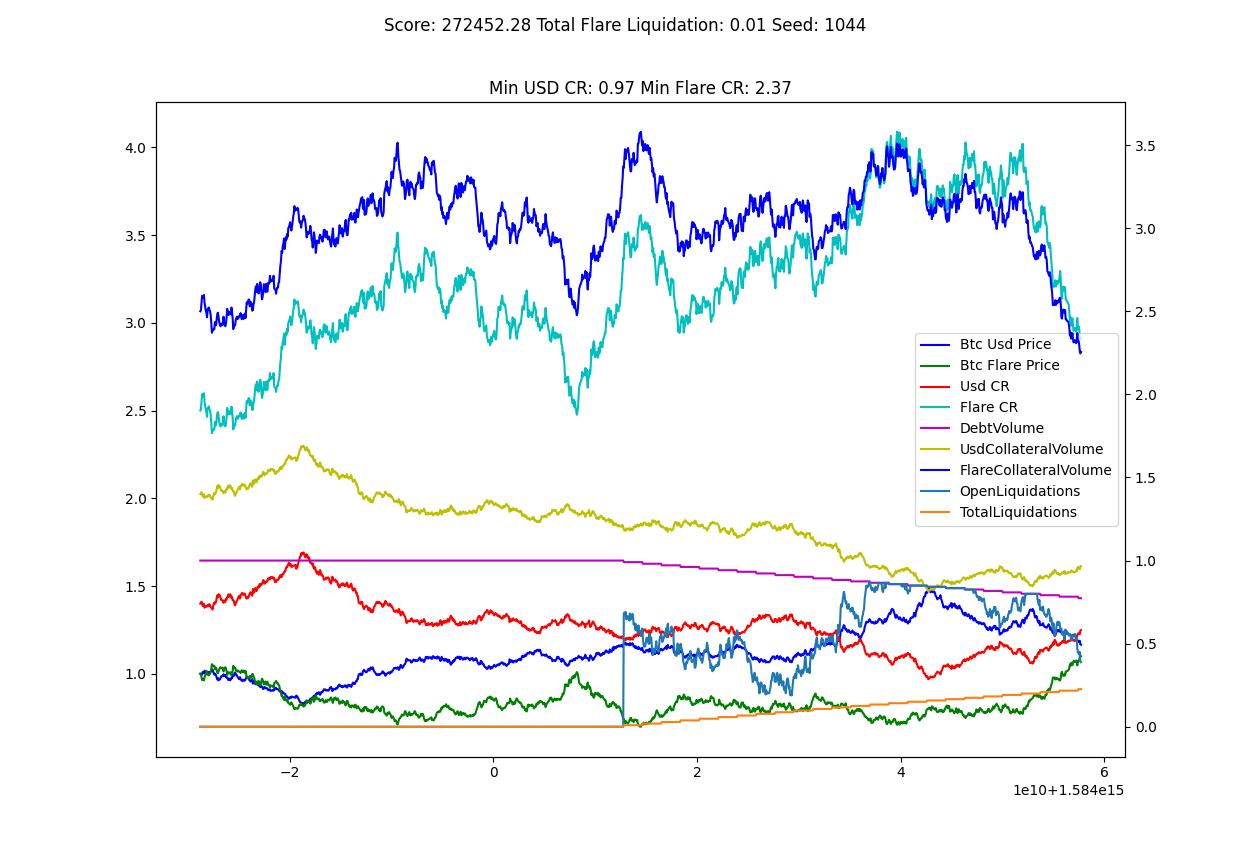 Score: 272452.28 Total Flare Liquidation: 0.01 Seed: 1044
Min USD CR: 0.97 Min Flare CR: 2.37
4.0
3.5
3.0
2.5
2.0
1.5
1.0
3.5
3.0
2.5
2.0
1.5
1.0
0.5
0.0
Btc Usd Price
Btc Flare Price
Usd CR
Flare CR
DebtVolume
UsdCollateralVolume
FlareCollateralVolume
OpenLiquidations
TotalLiquidations
−2
0
2
4
6
1e10+1.584e15